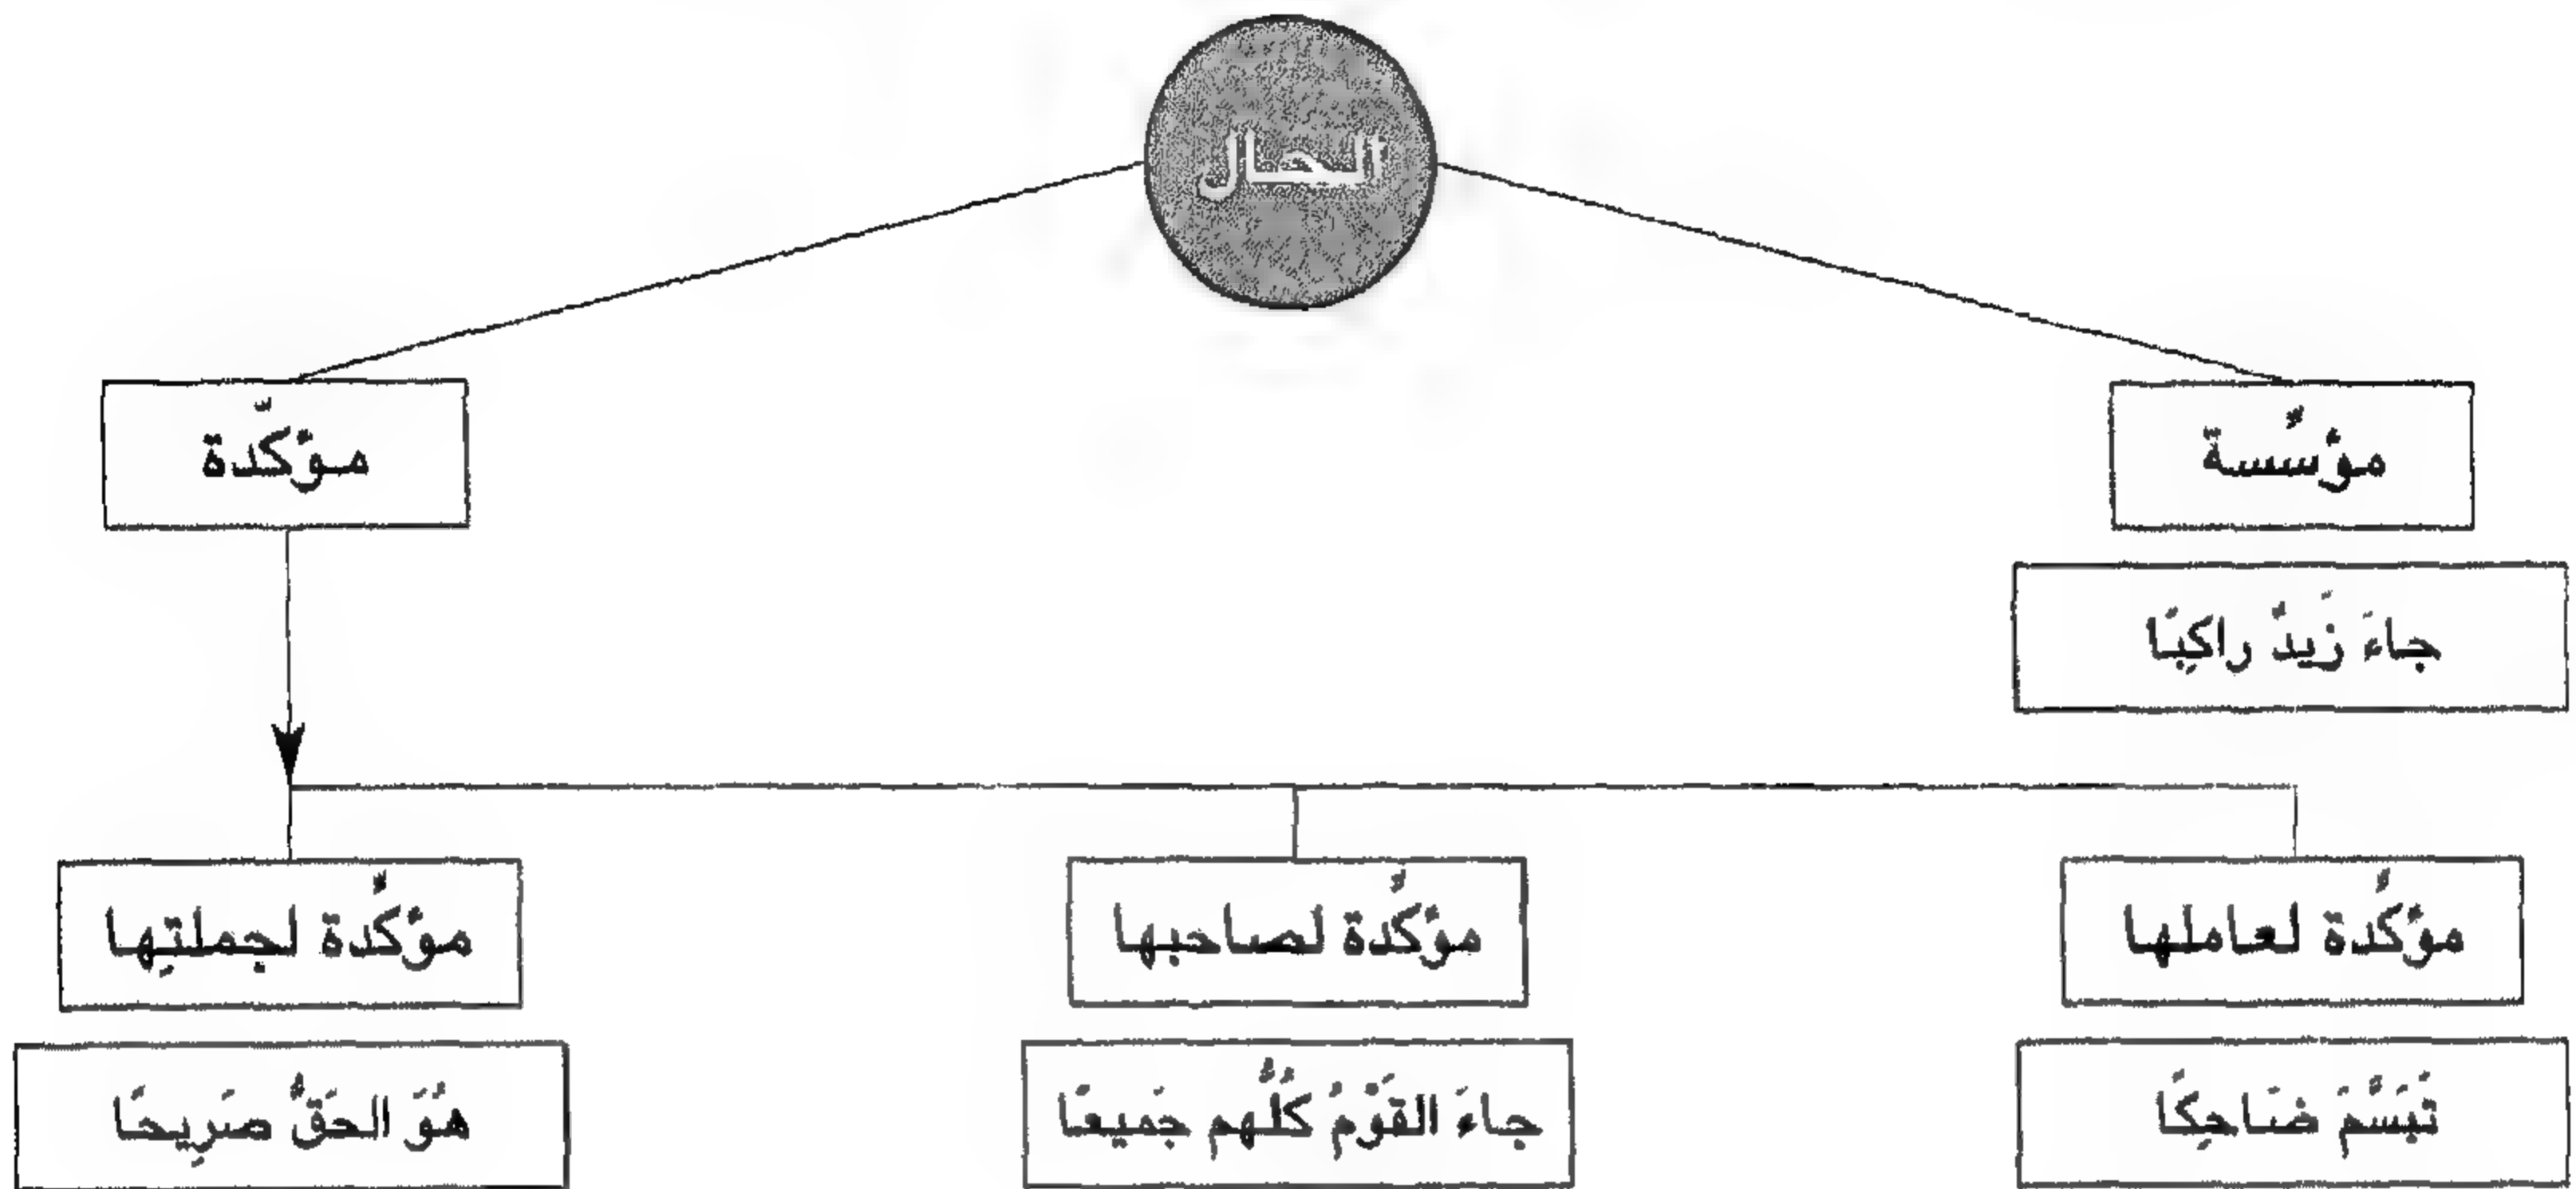 الحال
مؤسِّسة
مؤكّدة
جاءَ زَيدٌ راكِبًا
مؤكِّدة لعاملها
مؤكِّدة لصاحبها
مؤكِّدة لجملتِها
تَبَسَّمَ ضَاحِكًا
جاءَ القَوْمُ كُلُّهم جَميعًا
هُوَ الحَقُّ صَرِيحًا